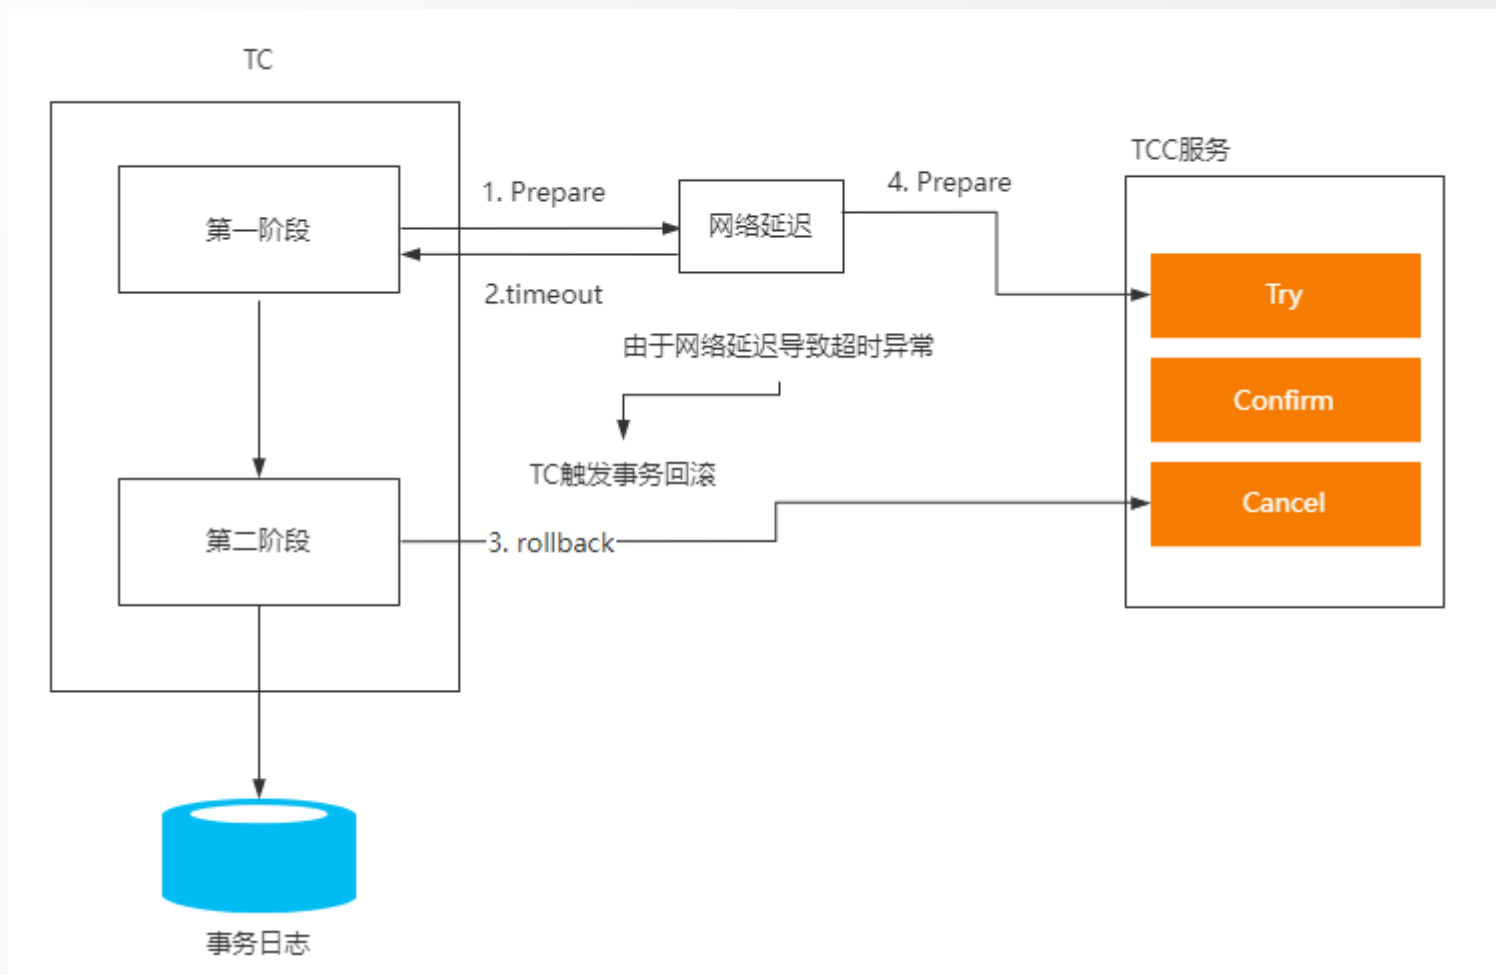 TC
TCC服务
第一阶段
1. Prepare
网络延迟
4. Prepare
2.timeout
Try
由于网络延迟导致超时异常
Confirm
TC触发事务回滚
Cancel
第二阶段
3. rollback
事务日志